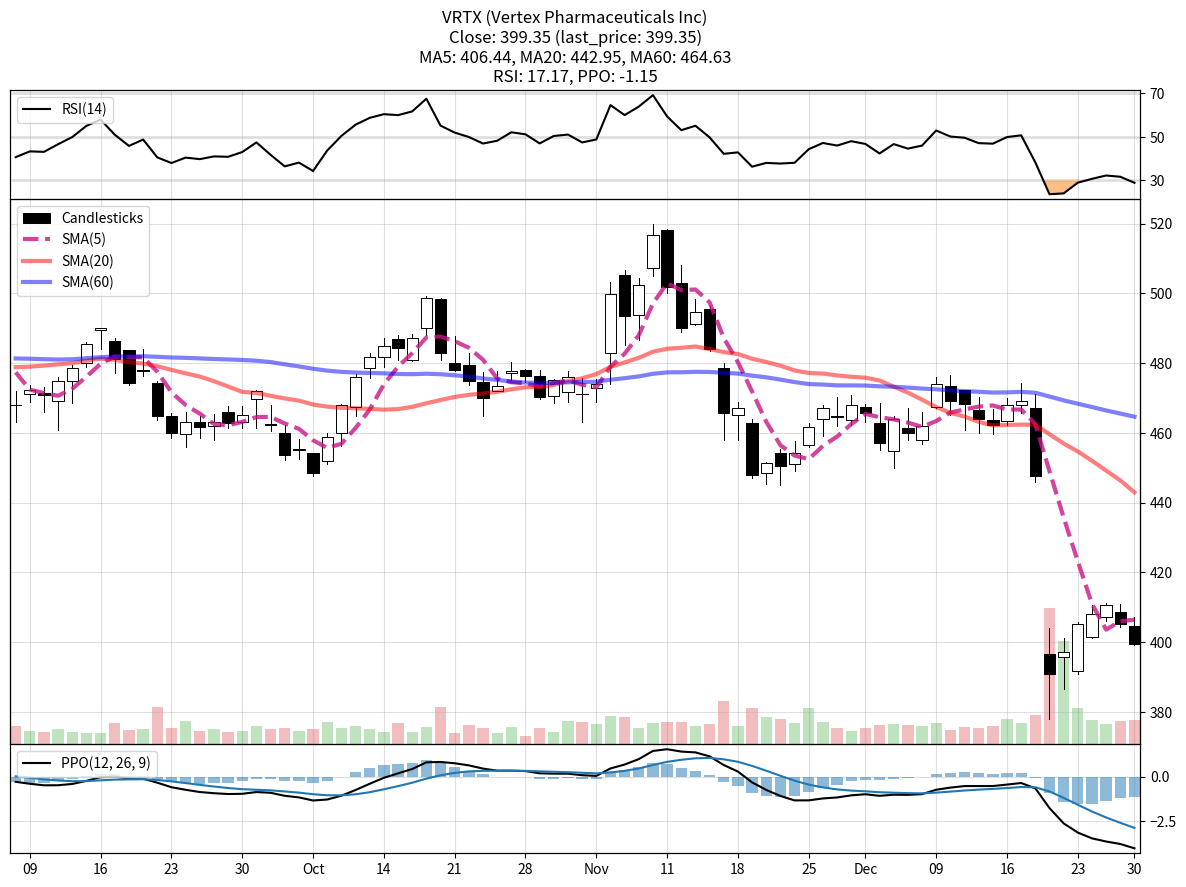 VRTX (Vertex Pharmaceuticals Inc)
Close: 399.35 (last_price: 399.35)
MA5: 406.44, MA20: 442.95, MA60: 464.63
RSI: 17.17, PPO: -1.15
RSI(14)
70
50
30
Candlesticks
SMA(5)
SMA(20)
SMA(60)
520
500
480
460
440
420
400
380
PPO(12, 26, 9)
0.0
−2.5
09 16 23 30 Oct 14 21 28 Nov 11 18 25 Dec 09 16 23 30